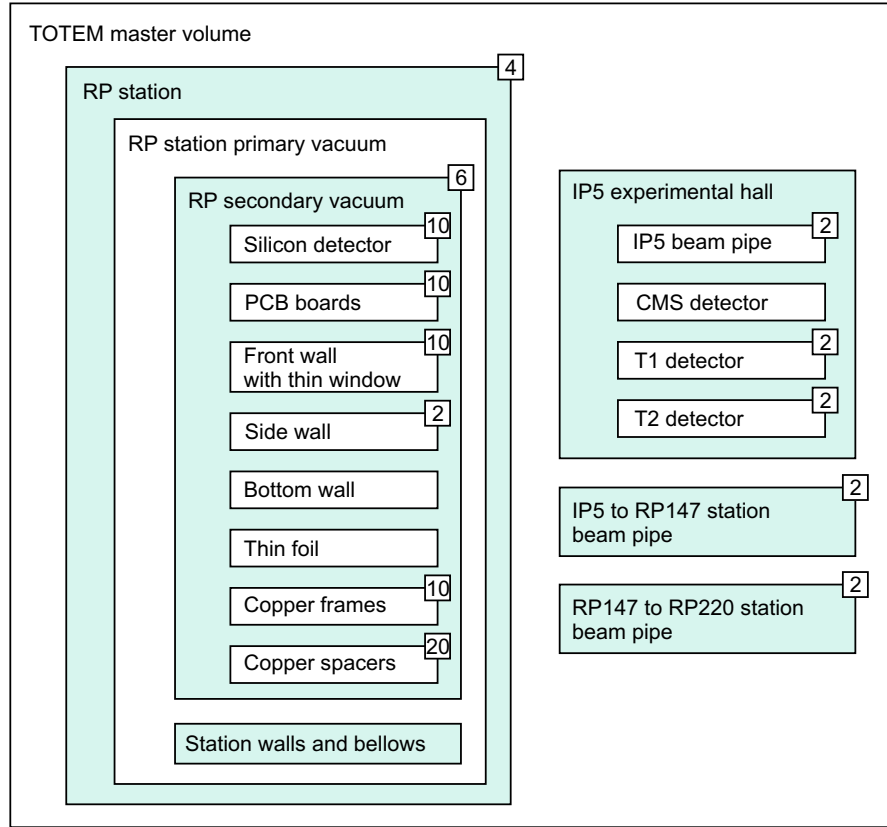 TOTEM master volume
4
RP station
RP station primary vacuum
6
RP secondary vacuum
10
Silicon detector
10
PCB boards
10
Front wall
with thin window
2
Side wall
Bottom wall
Thin foil
10
Copper frames
20
Copper spacers
Station walls and bellows
IP5 experimental hall
2
IP5 beam pipe
CMS detector
2
T1 detector
2
T2 detector
2
IP5 to RP147 station
beam pipe
2
RP147 to RP220 station
beam pipe